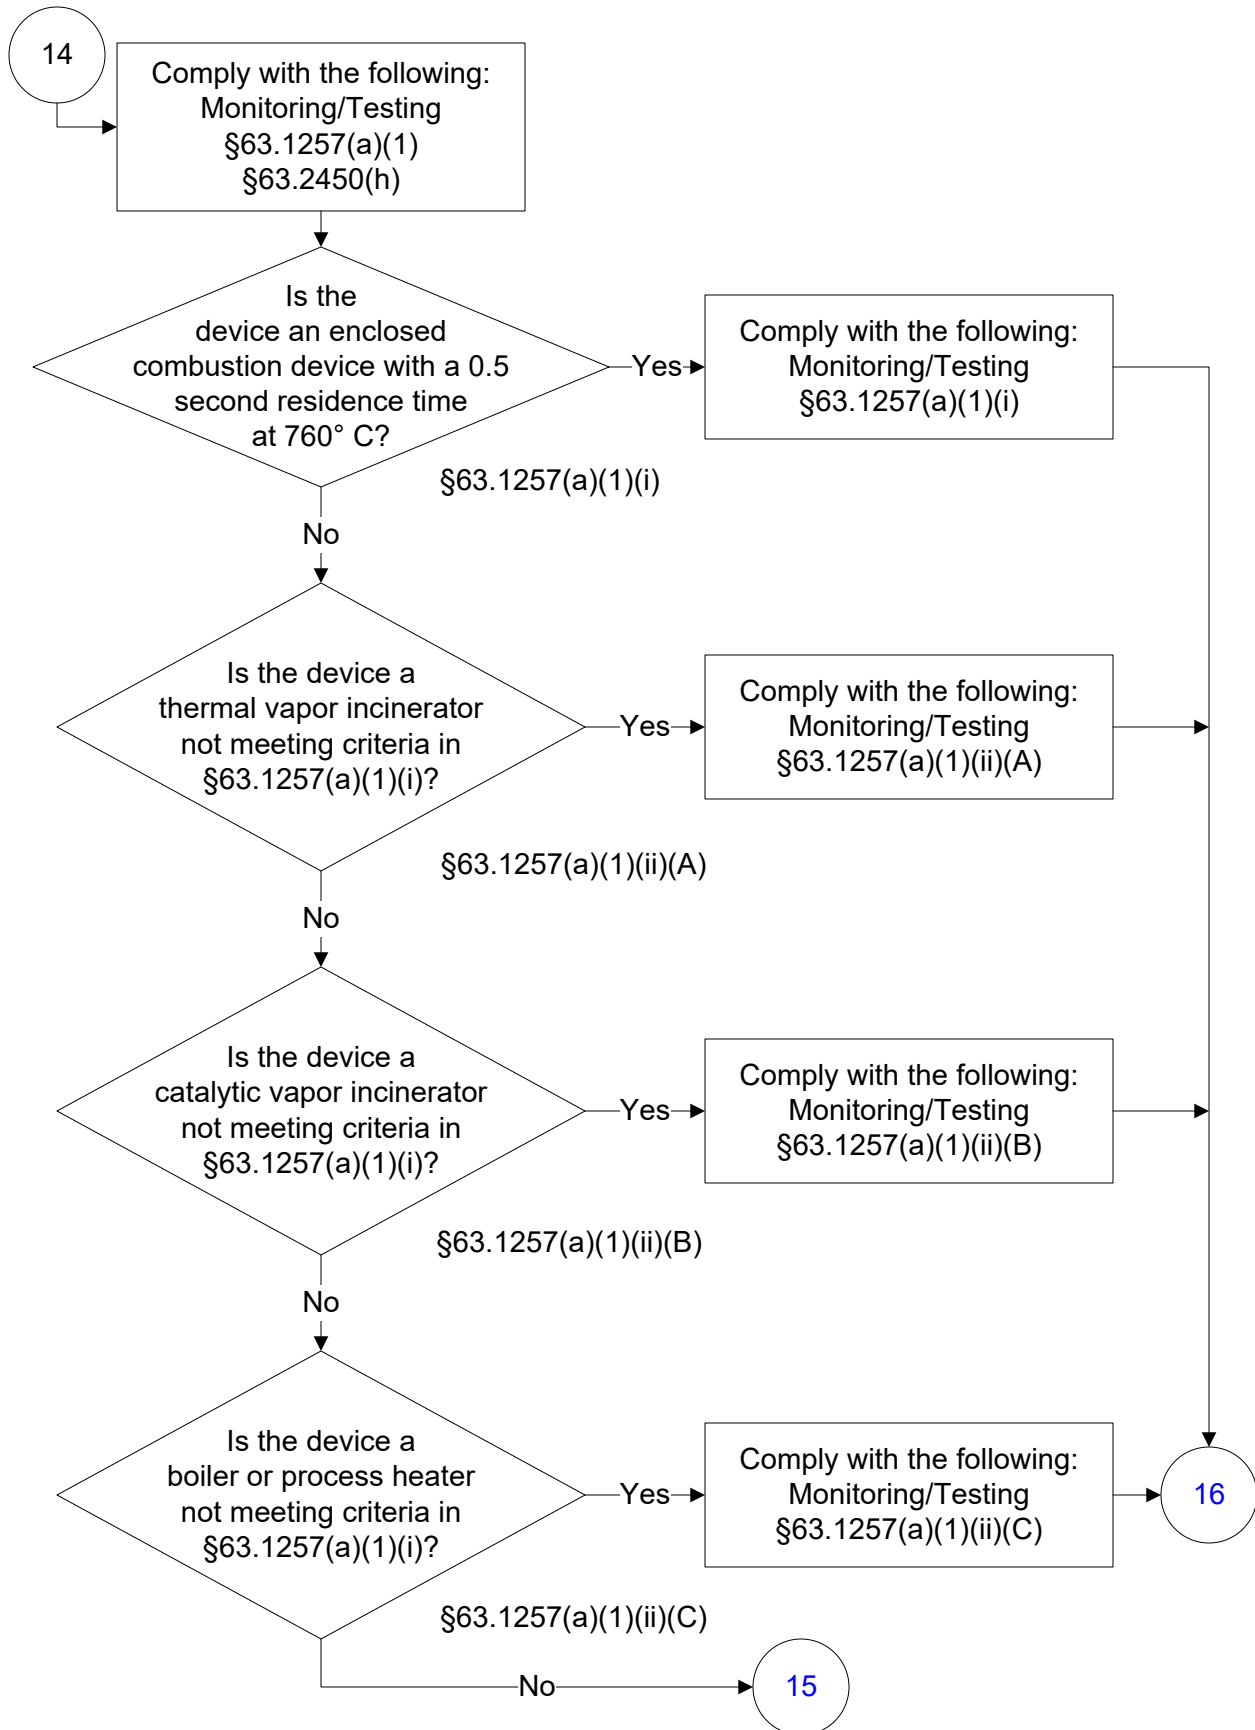 14
Comply with the following:
Monitoring/Testing
§63.1257(a)(1)
§63.2450(h)
Is the
device an enclosed
combustion device with a 0.5
second residence time
at 760° C?
Yes
Comply with the following:
Monitoring/Testing
§63.1257(a)(1)(i)
§63.1257(a)(1)(i)
No
Is the device a
thermal vapor incinerator
not meeting criteria in
§63.1257(a)(1)(i)?
Yes
Comply with the following:
Monitoring/Testing
§63.1257(a)(1)(ii)(A)
§63.1257(a)(1)(ii)(A)
No
Is the device a
catalytic vapor incinerator
not meeting criteria in
§63.1257(a)(1)(i)?
Yes
Comply with the following:
Monitoring/Testing
§63.1257(a)(1)(ii)(B)
§63.1257(a)(1)(ii)(B)
No
Is the device a
boiler or process heater
not meeting criteria in
§63.1257(a)(1)(i)?
Yes
Comply with the following:
Monitoring/Testing
§63.1257(a)(1)(ii)(C)
16
§63.1257(a)(1)(ii)(C)
No
15